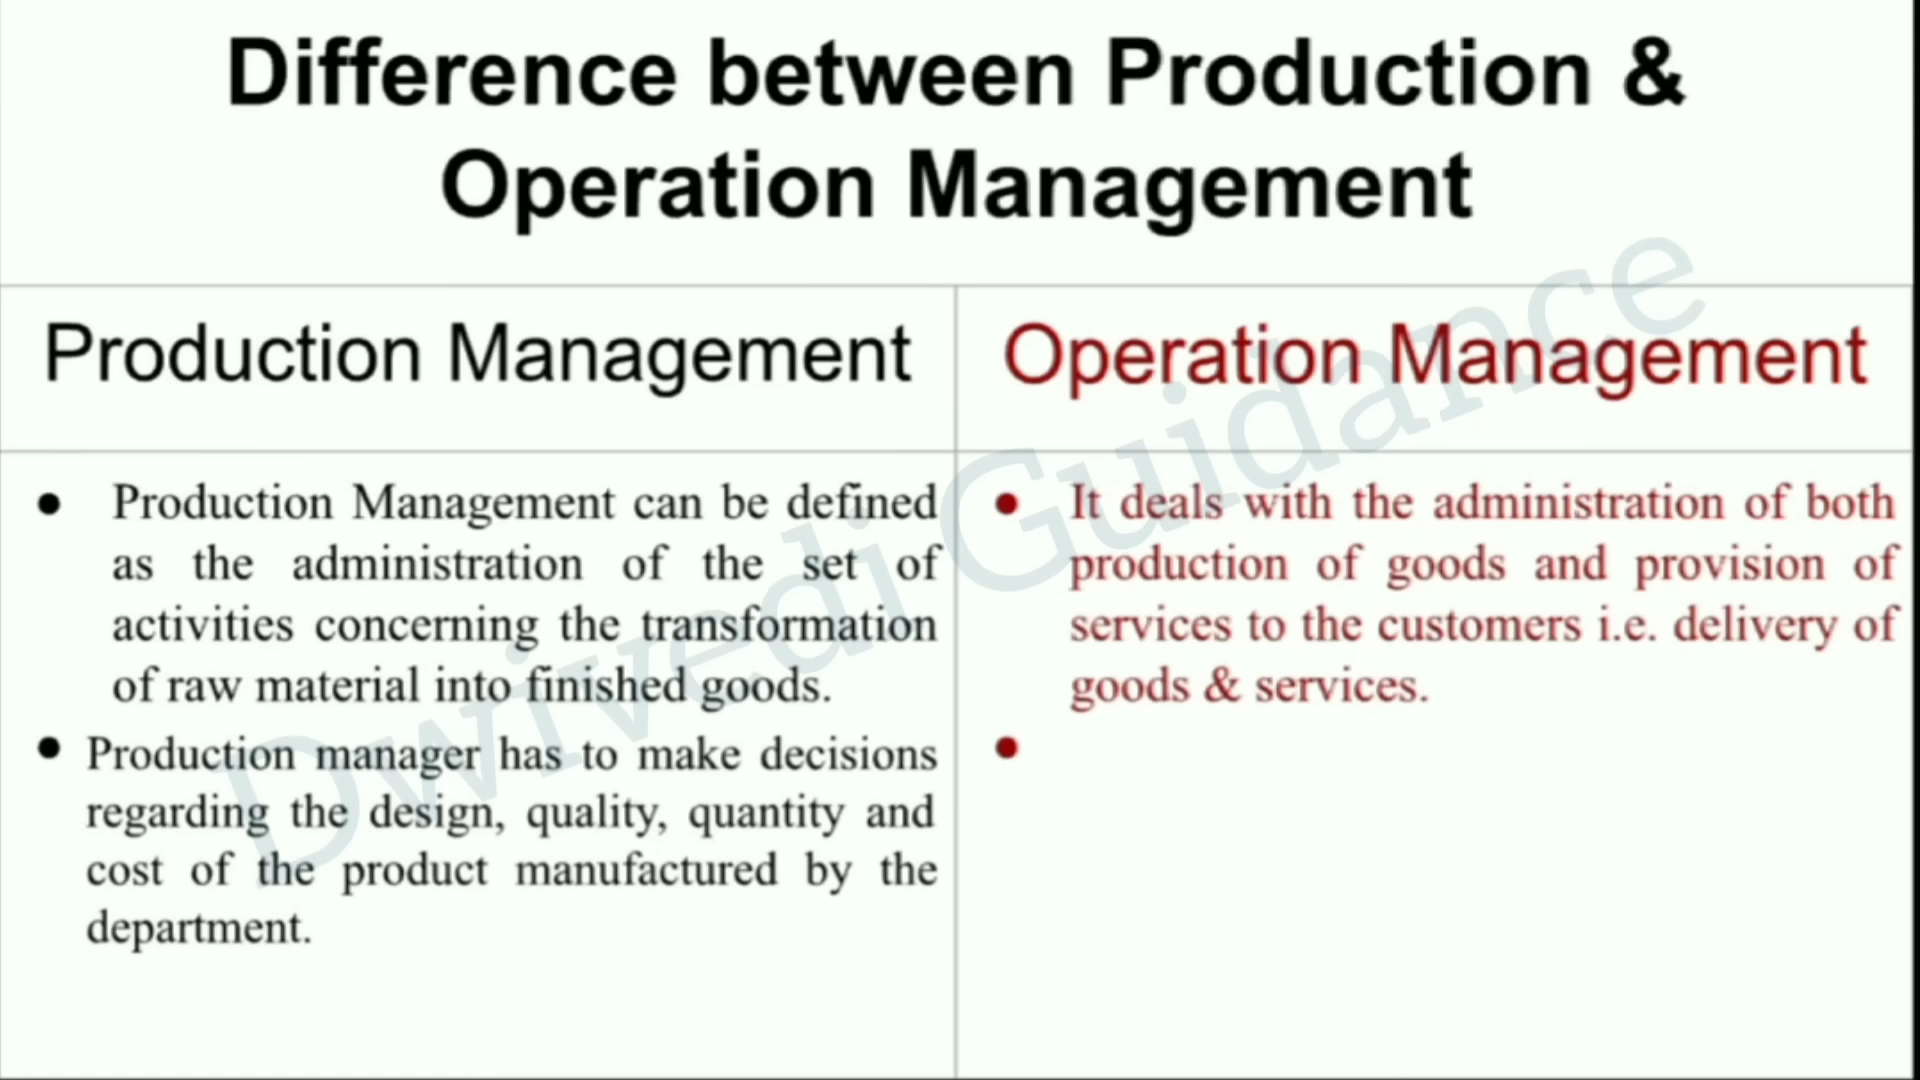 Difference between Production &
Operation Management
Production Management
Operation Management
● Production Management can be defined
as the administration of the set of
activities concerning the transformation
of raw material into finished goods.
● Production manager has to make decisions
regarding the design, quality, quantity and
cost of the product manufactured by the
department.
● It deals with the administration of both
production of goods and provision of
services to the customers i.e. delivery of
goods & services.
●
Dwivedi Guidance